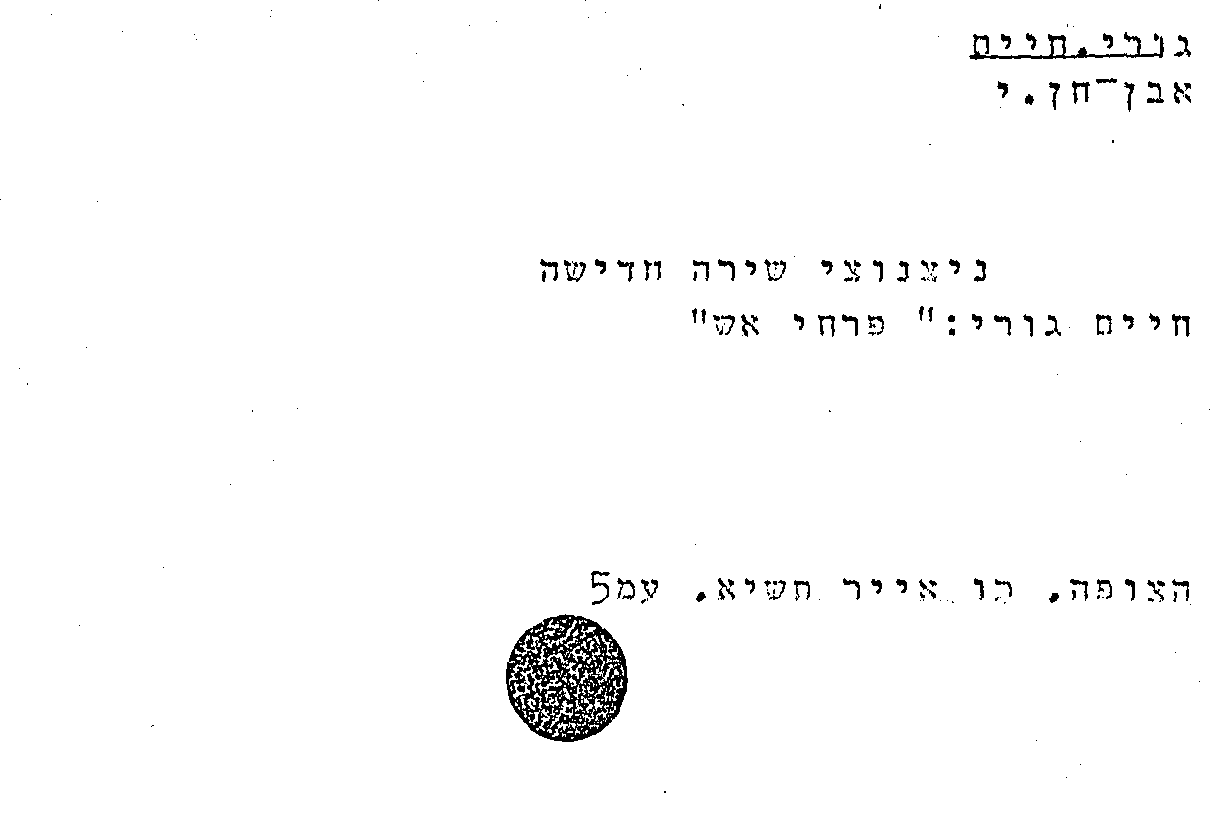 גורי.חיים
אבן-חן.י
ניצנוצי שירה חדישה
חיים גורי:" פרחי אש"
הצופה. כו אייר תשיא. עמ5